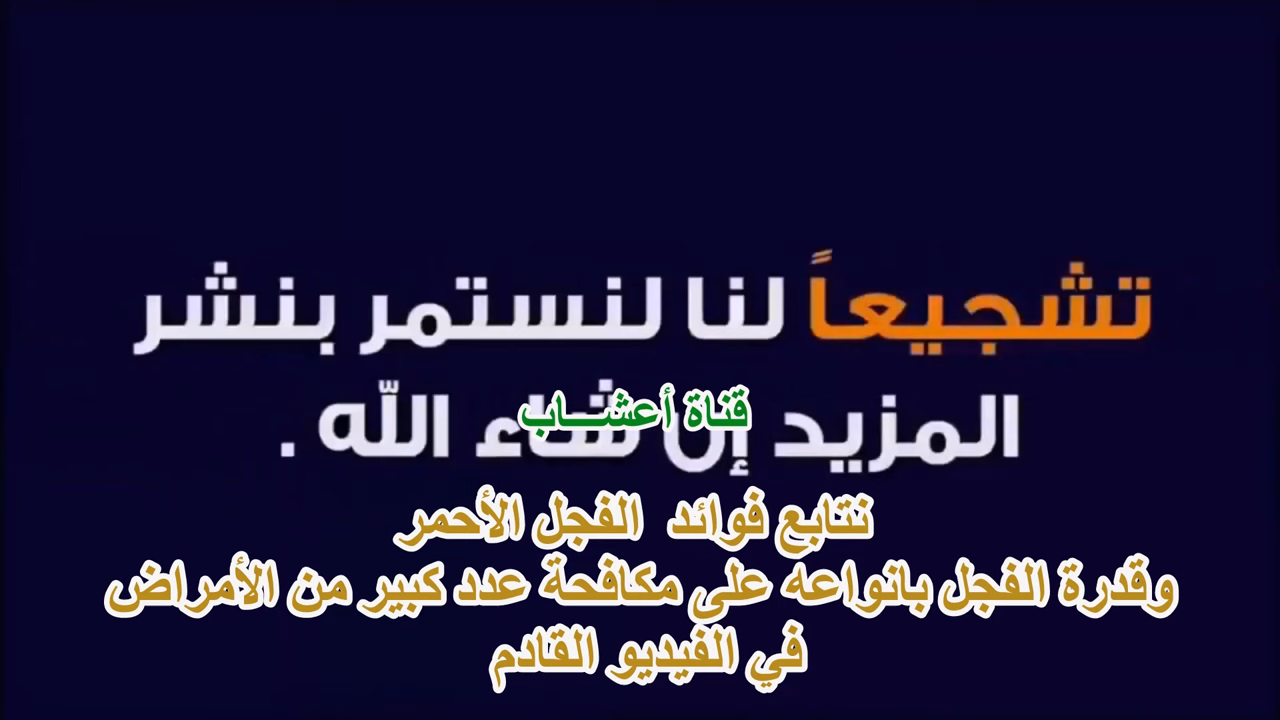 تشجيعاً لنا لنستمر بنشر
المزيد إن شاء الله .
قناة أعشـــاب
نتابع فوائد الفجل الأحمر
وقدرة الفجل بانواعه على مكافحة عدد كبير من الأمراض
في الفيديو القادم